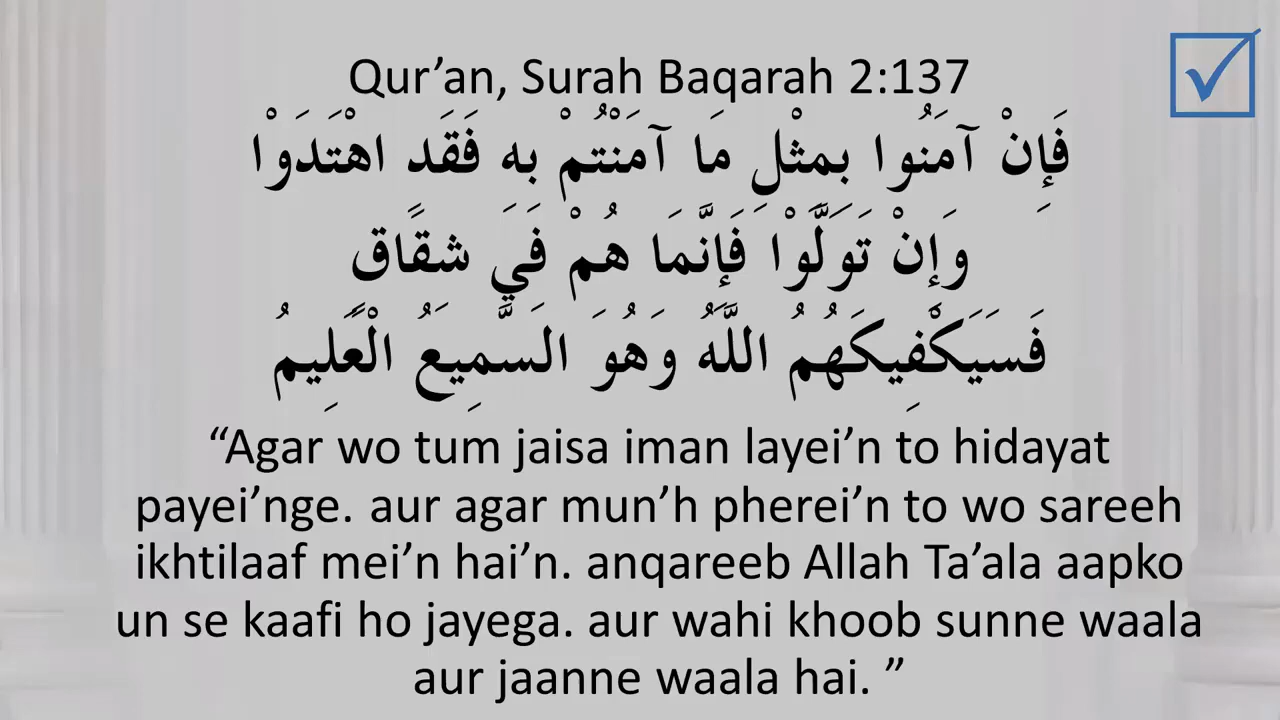 Qur’an, Surah Baqarah 2:137
فَإِنْ آمَنُوا بِمِثْلِ مَا آمَنْتُمْ بِهِ فَقَدِ اهْتَدَوْا
وَإِنْ تَوَلَّوْا فَإِنَّمَا هُمْ فِي شِقَاقٍ
فَسَيَكْفِيكَهُمُ اللَّهُ وَهُوَ السَّمِيعُ الْعَلِيمُ
“Agar wo tum jaisa iman layei’n to hidayat
payei’nge. aur agar mun’h pherei’n to wo sareeh
ikhtilaaf mei’n hai’n. anqareeb Allah Ta’ala aapko
un se kaafi ho jayega. aur wahi khoob sunne waala
aur jaanne waala hai. ”